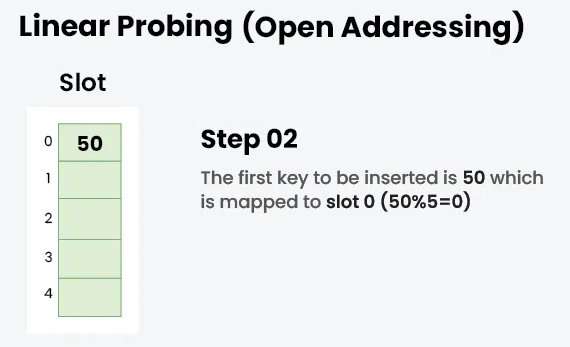 Linear Probing (Open Addressing)
Slot
0 50
1
2
3
4
Step 02
The first key to be inserted is 50 which
is mapped to slot 0 (50%5=0)